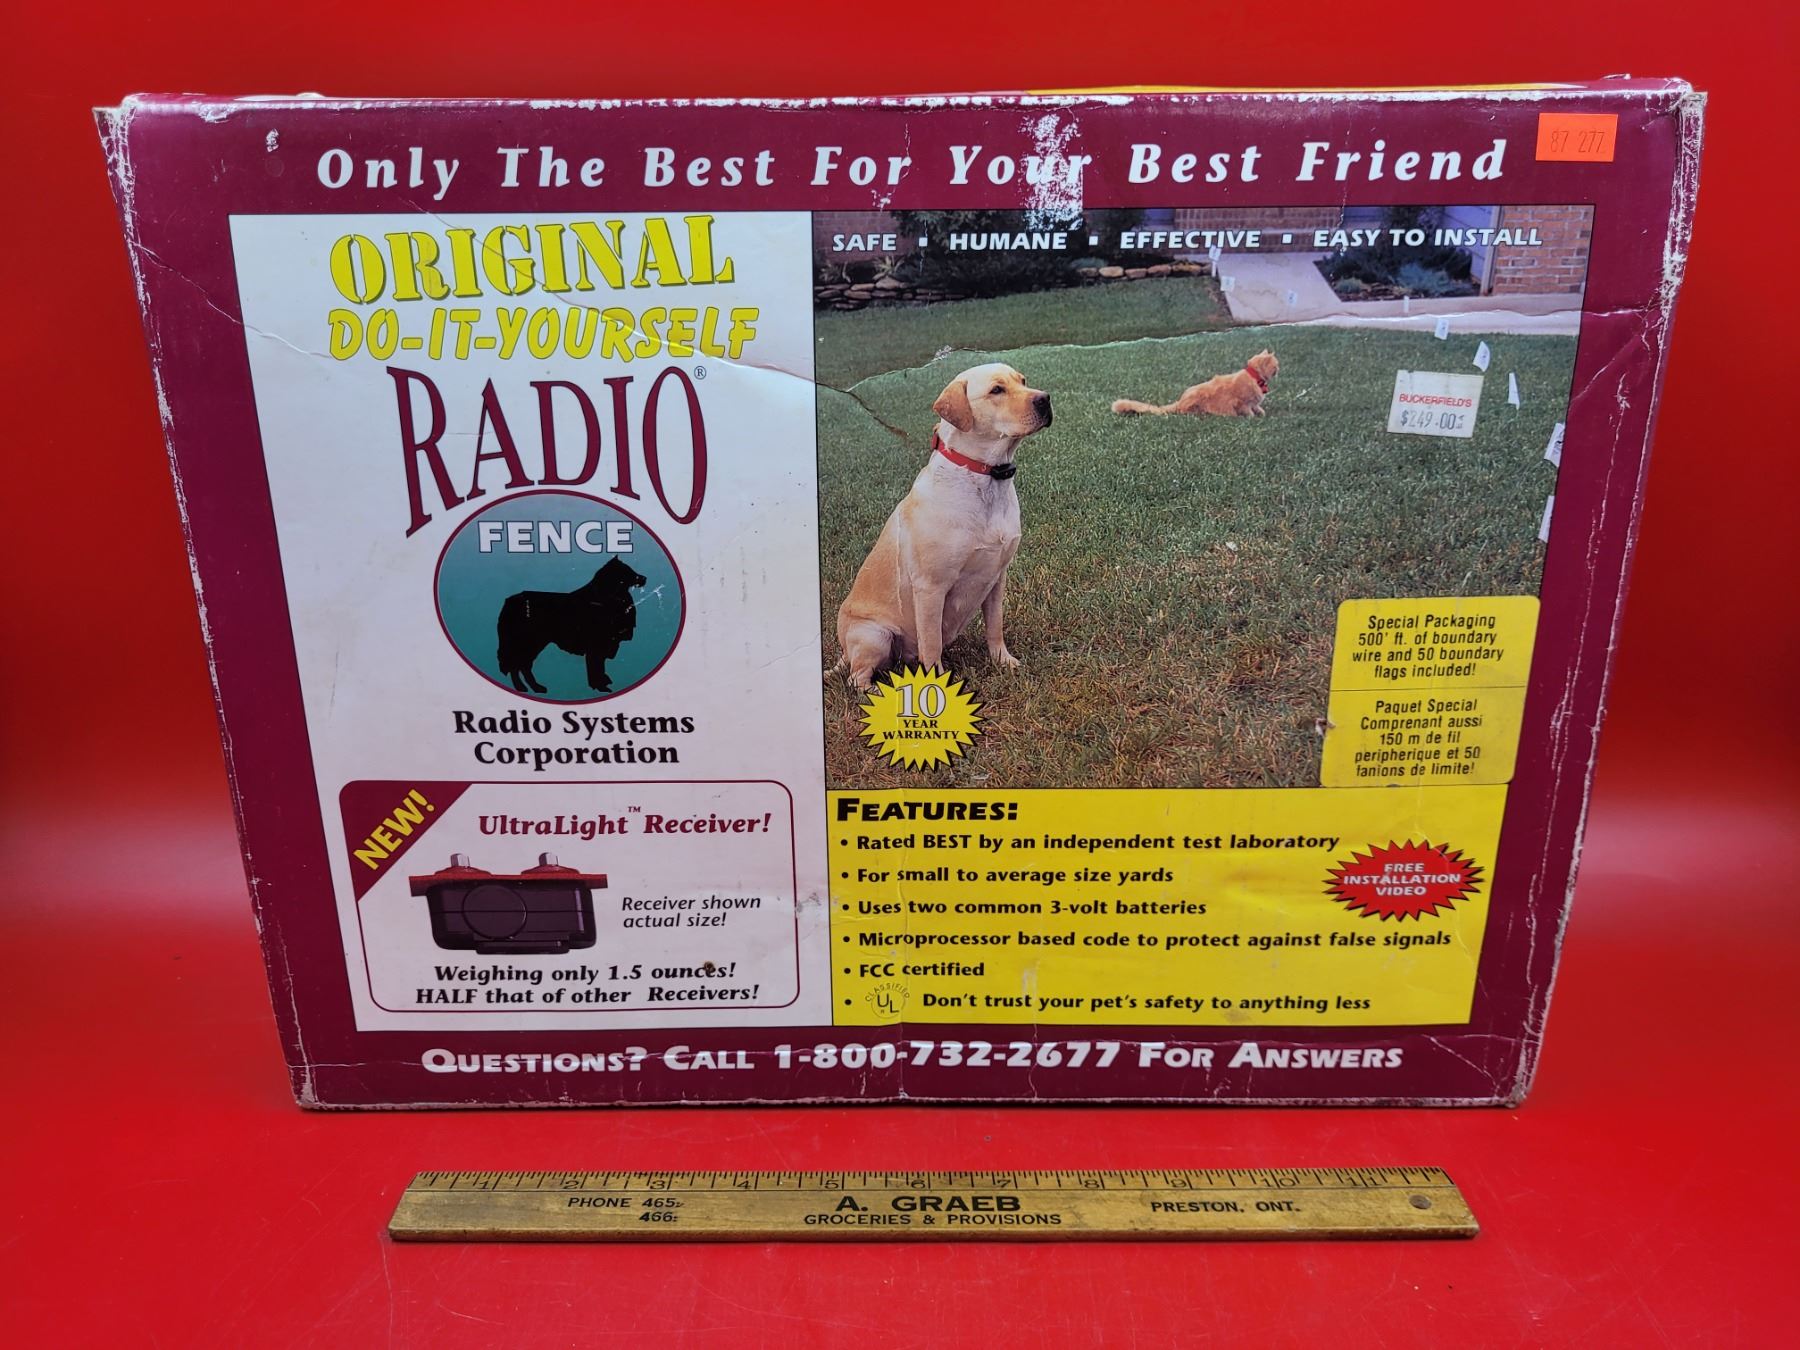 Only The Best For Your Best Friend
87 277
ORIGINAL
DO-IT-YOURSELF
RADIO®
FENCE
Radio Systems
Corporation
NEW!
UltraLight™ Receiver!
Receiver shown
actual size!
Weighing only 1.5 ounces!
HALF that of other Receivers!
SAFE ▪ HUMANE ▪ EFFECTIVE ▪ EASY TO INSTALL
BUCKERFIELD'S
$249.00
10
YEAR
WARRANTY
Special Packaging
500' ft. of boundary
wire and 50 boundary
flags included!
Paquet Special
Comprenant aussi
150 m de fil
peripherique et 50
fanions de limite!
FEATURES:
• Rated BEST by an independent test laboratory
• For small to average size yards
• Uses two common 3-volt batteries
• Microprocessor based code to protect against false signals
• FCC certified
• CLASSIFIED UL ® Don't trust your pet's safety to anything less
FREE
INSTALLATION
VIDEO
QUESTIONS? CALL 1-800-732-2677 FOR ANSWERS
1 2 3 4 5 6 7 8 9 10 11
PHONE 465
466
A. GRAEB
GROCERIES & PROVISIONS
PRESTON, ONT.